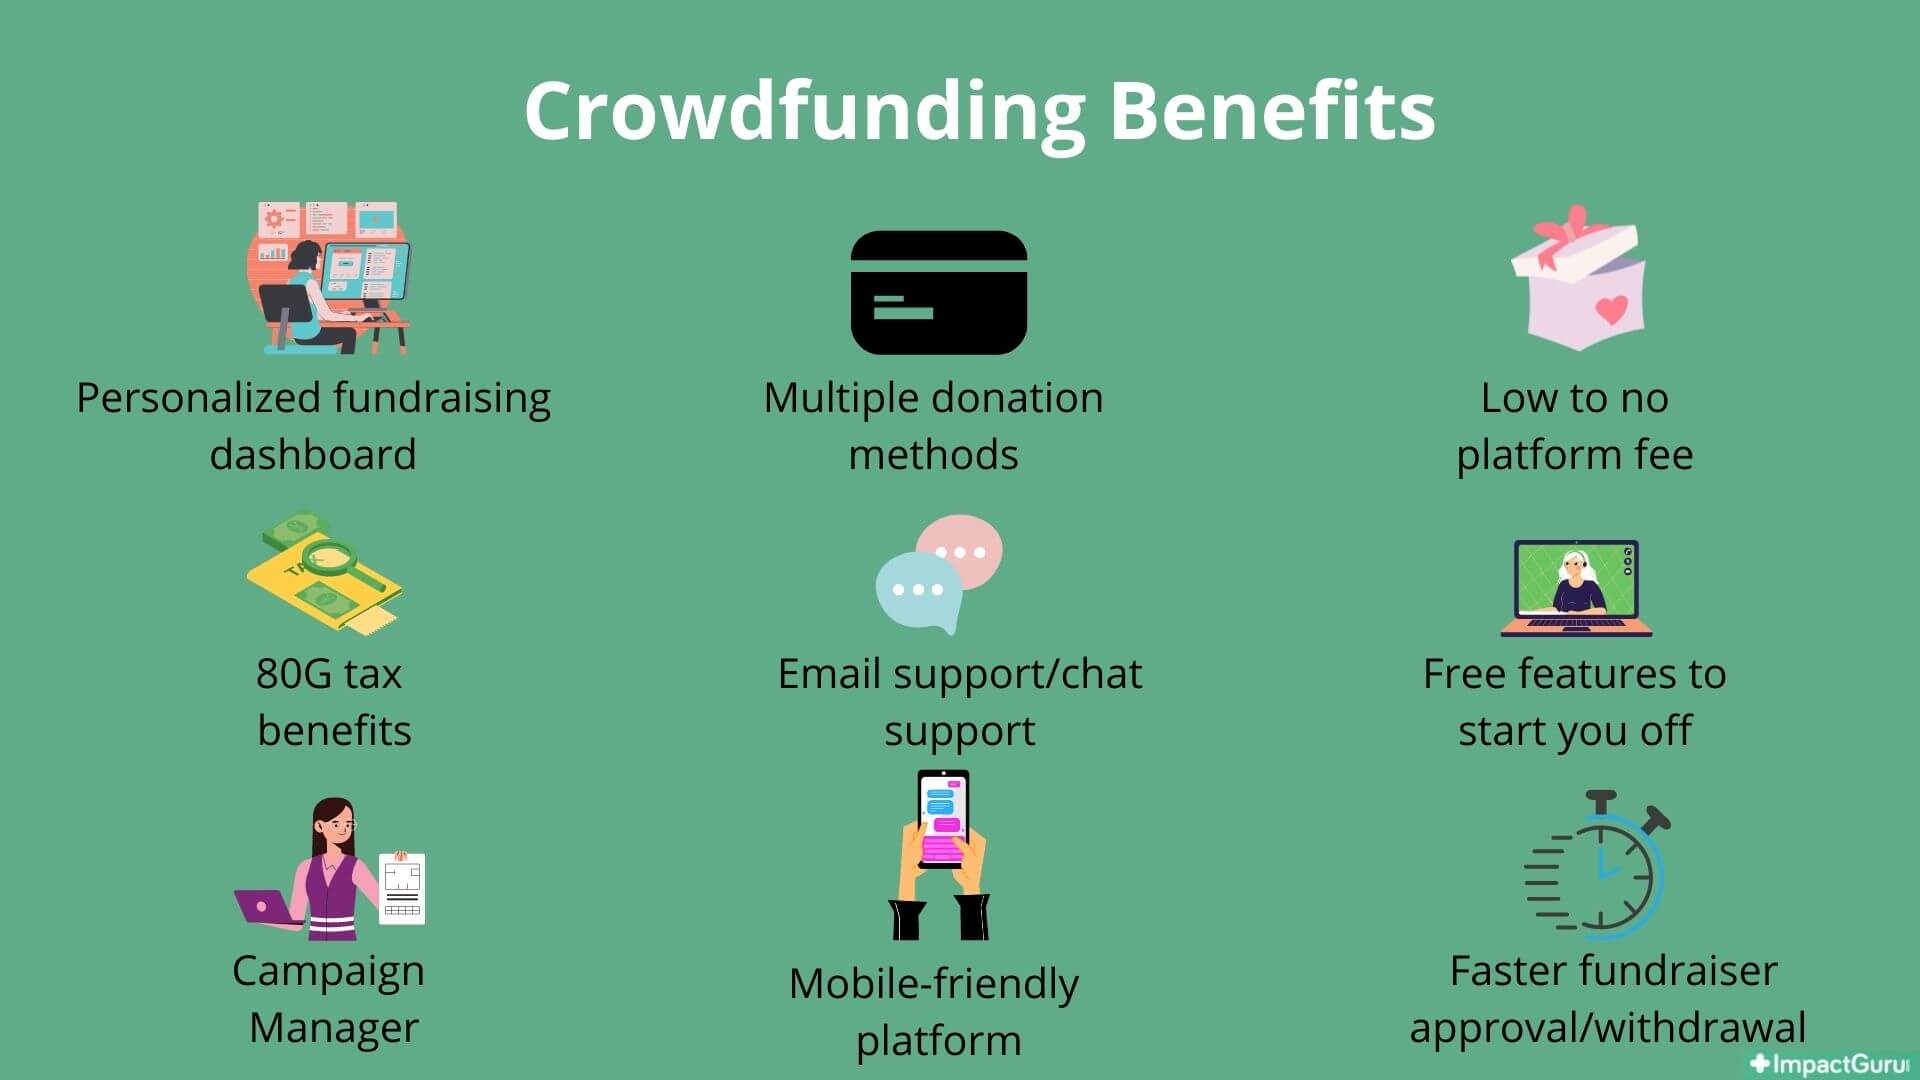 Crowdfunding Benefits
Personalized fundraising
dashboard
Multiple donation
methods
Low to no
platform fee
TAX
80G tax
benefits
Email support/chat
support
Free features to
start you off
Campaign
Manager
Mobile-friendly
platform
Faster fundraiser
approval/withdrawal
ImpactGuru